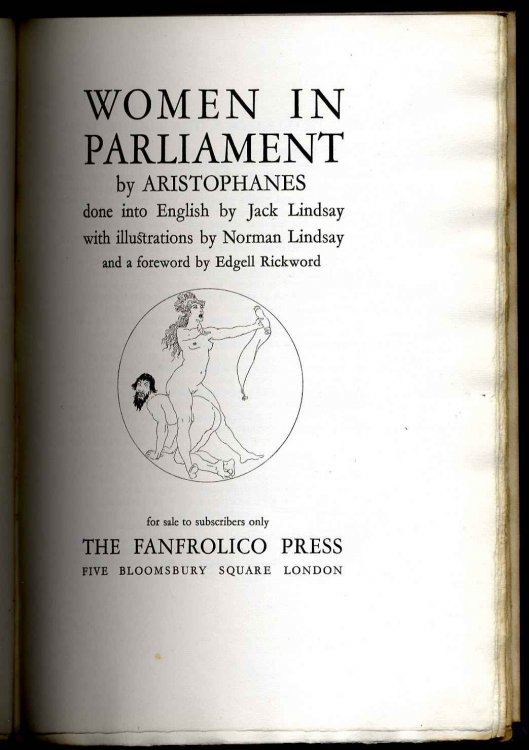 WOMEN IN
PARLIAMENT
by ARISTOPHANES
done into English by Jack Lindsay
with illustrations by Norman Lindsay
and a foreword by Edgell Rickword
for sale to subscribers only
THE FANFROLICO PRESS
FIVE BLOOMSBURY SQUARE LONDON